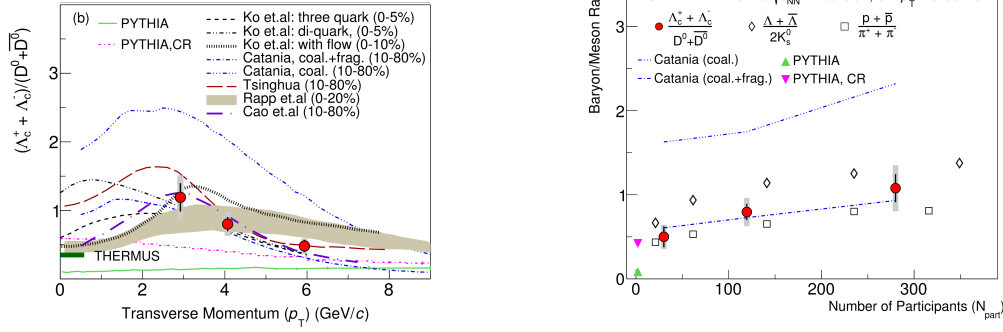 (b)
PYTHIA
PYTHIA,CR
Ko et.al: three quark (0-5%)
Ko et.al: di-quark, (0-5%)
Ko et.al: with flow (0-10%)
Catania, coal.+frag. (10-80%)
Catania, coal. (10-80%)
Tsinghua (10-80%)
Rapp et.al (0-20%)
Cao et.al (10-80%)
THERMUS
3
2
1
0 2 4 6 8
(Λc+ + Λc-)/(D0+D̅0)
Transverse Momentum (pT) (GeV/c)
Λc+ + Λc-
D0+D̅0
Λ + Λ̅
2Ks0
p + p̅
π+ + π-
Catania (coal.)
Catania (coal.+frag.)
PYTHIA
PYTHIA, CR
3
2
1
0
0 100 200 300
Baryon/Meson Ra
Number of Participants (Npart)